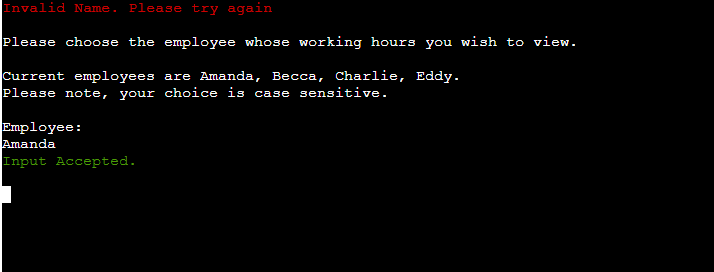 Invalid Name. Please try again
Please choose the employee whose working hours you wish to view.
Current employees are Amanda, Becca, Charlie, Eddy.
Please note, your choice is case sensitive.
Employee:
Amanda
Input Accepted.